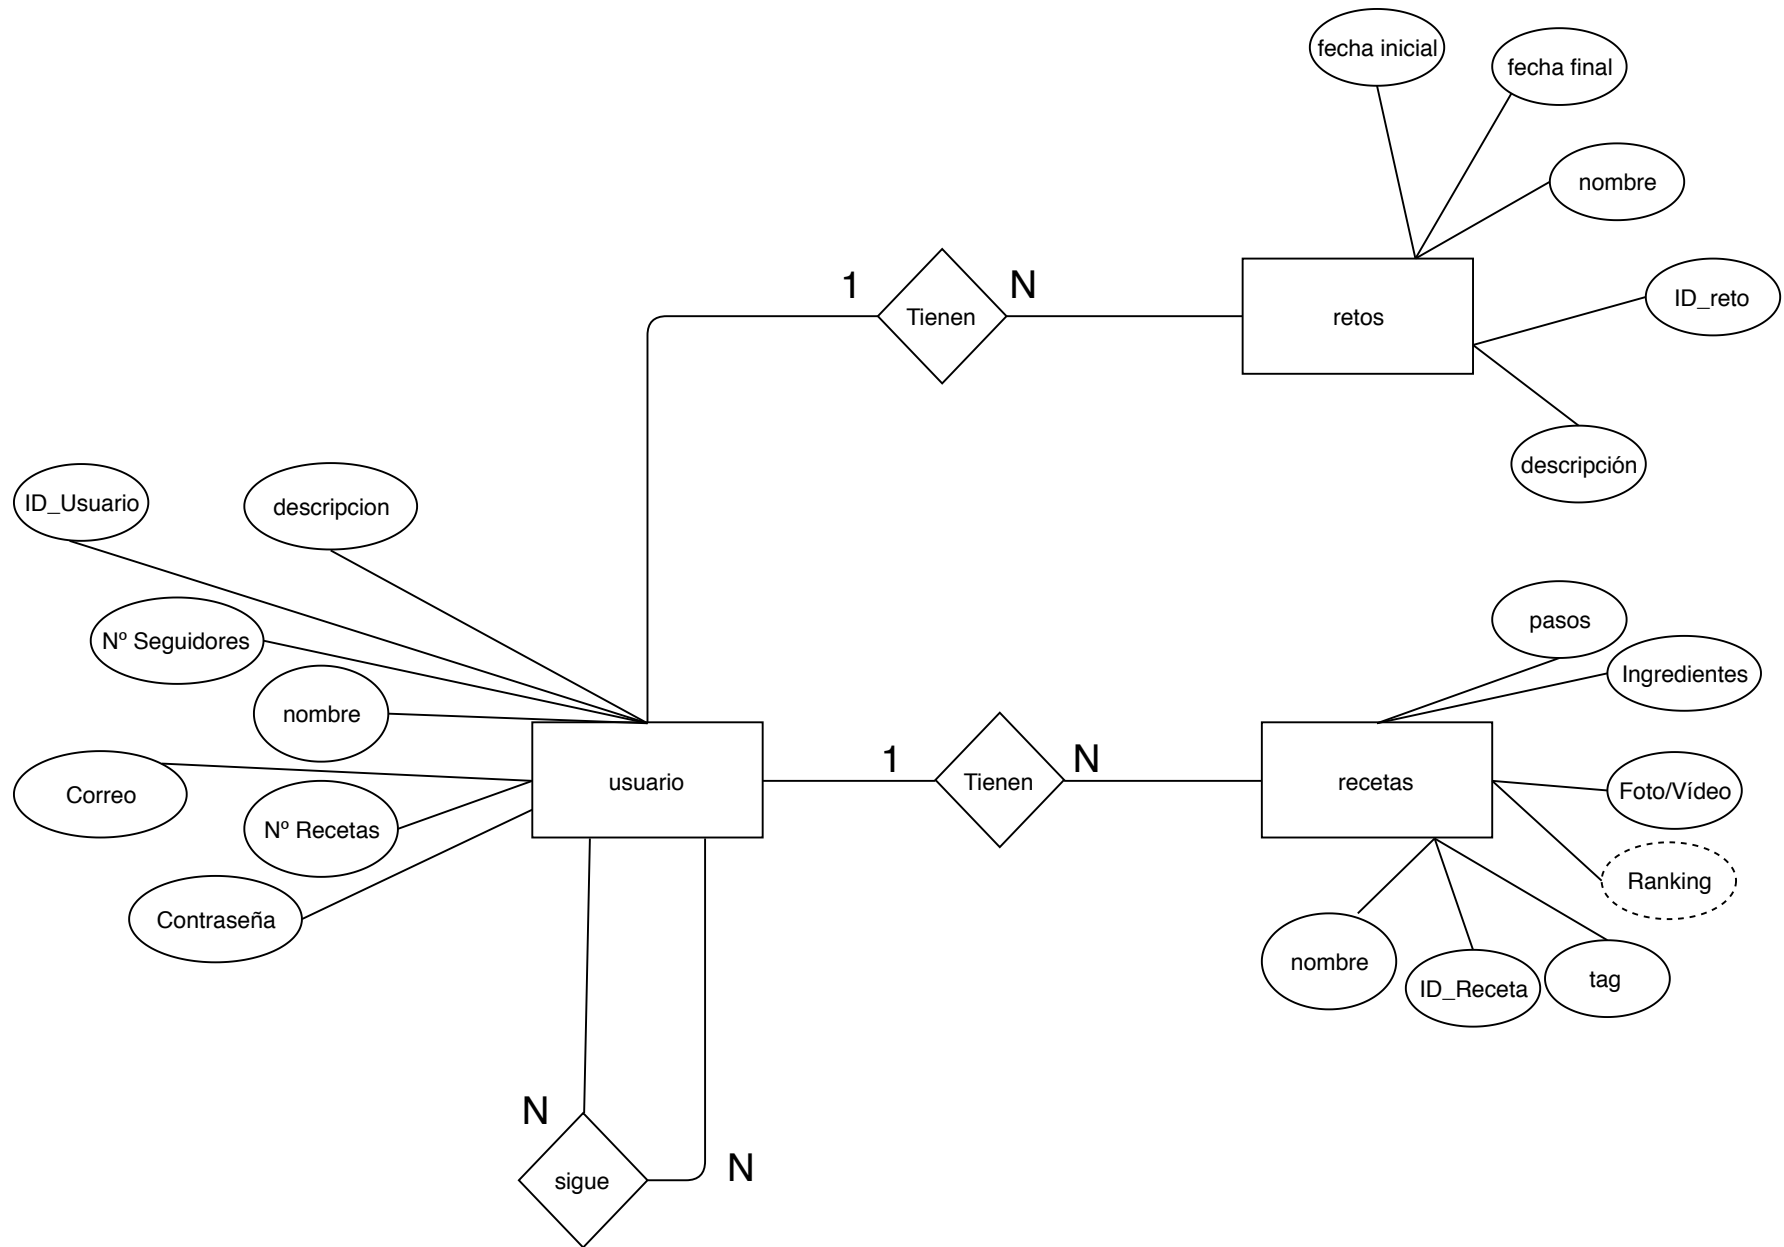 fecha inicial
fecha final
nombre
1
Tienen
N
retos
ID_reto
descripción
ID_Usuario
descripcion
Nº Seguidores
nombre
Correo
Nº Recetas
Contraseña
usuario
1
Tienen
N
recetas
pasos
Ingredientes
Foto/Vídeo
Ranking
nombre
ID_Receta
tag
N
sigue
N